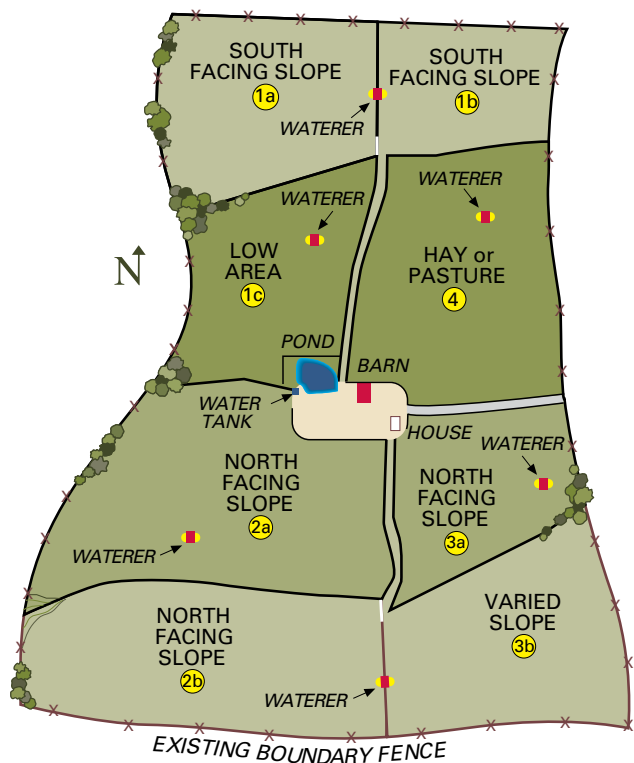 SOUTH
FACING SLOPE
1a
SOUTH
FACING SLOPE
1b
WATERER
WATERER
WATERER
N
LOW
AREA
1c
HAY or
PASTURE
4
POND
BARN
WATER
TANK
HOUSE
WATERER
NORTH
FACING
SLOPE
2a
NORTH
FACING
SLOPE
3a
WATERER
NORTH
FACING
SLOPE
2b
VARIED
SLOPE
3b
WATERER
EXISTING BOUNDARY FENCE